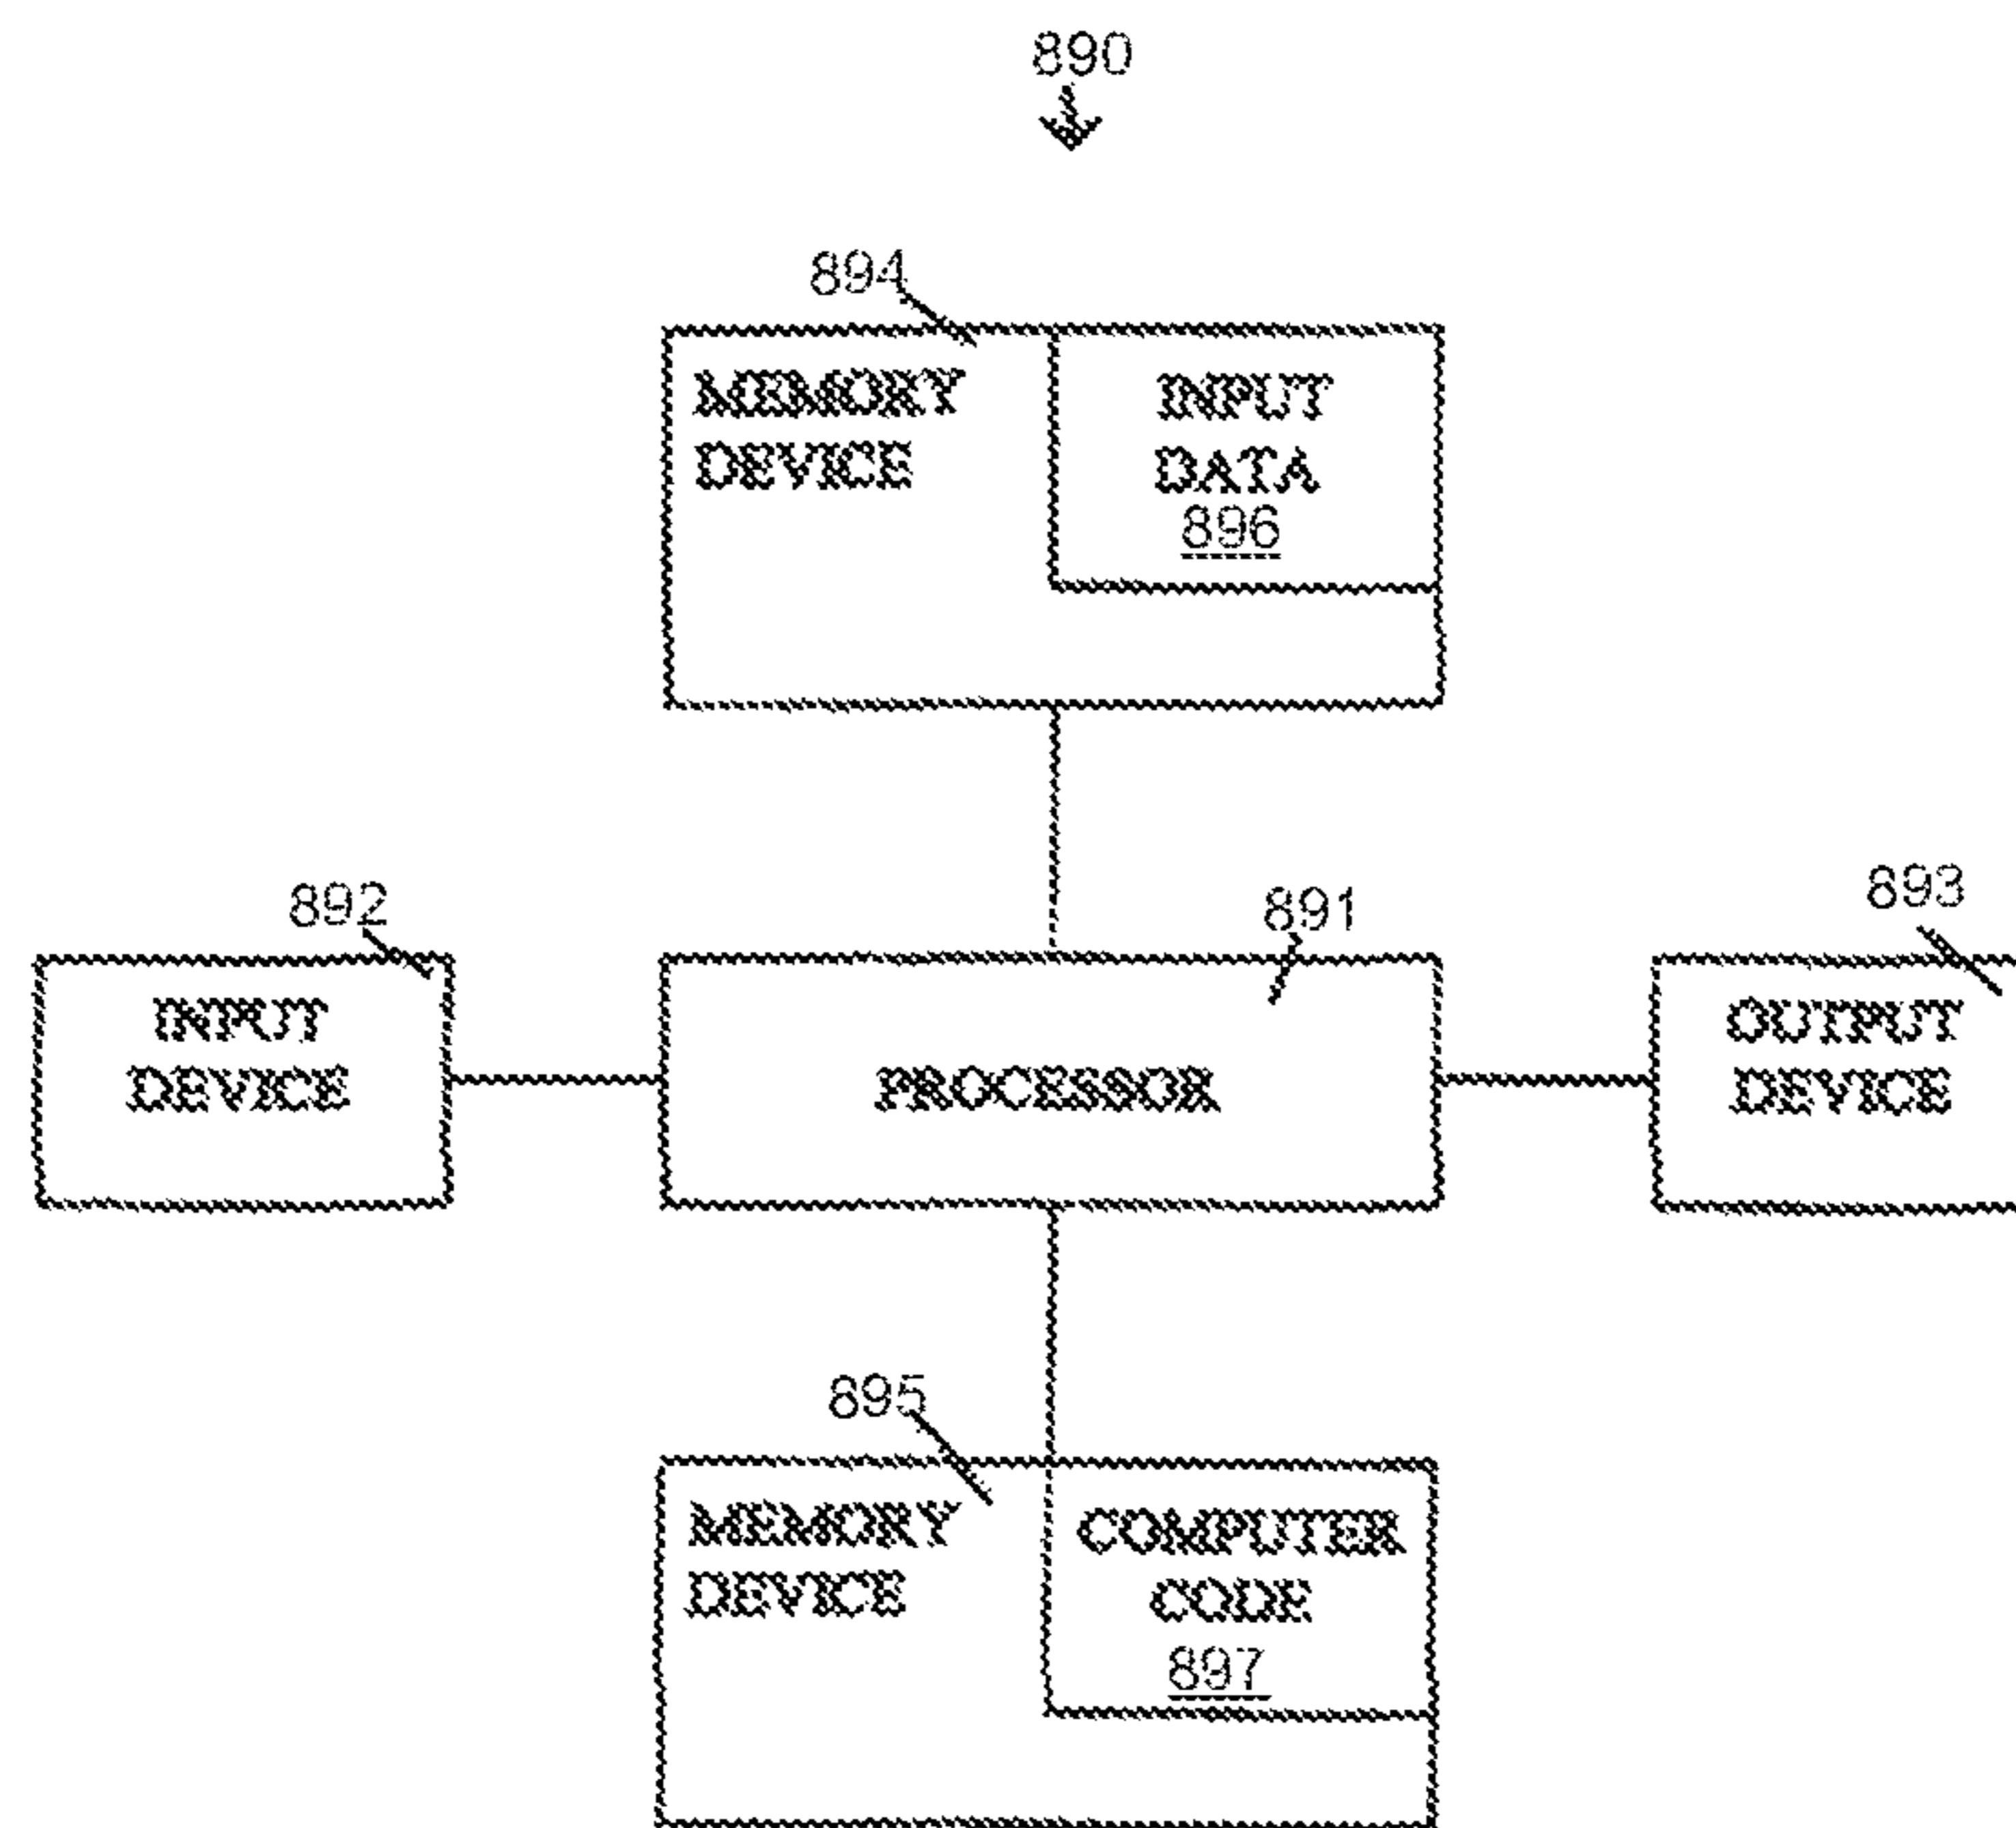 890
894
MEMORY
DEVICE
INPUT
DATA
896
892
891
893
INPUT
DEVICE
PROCESSOR
OUTPUT
DEVICE
895
MEMORY
DEVICE
COMPUTER
CODE
897